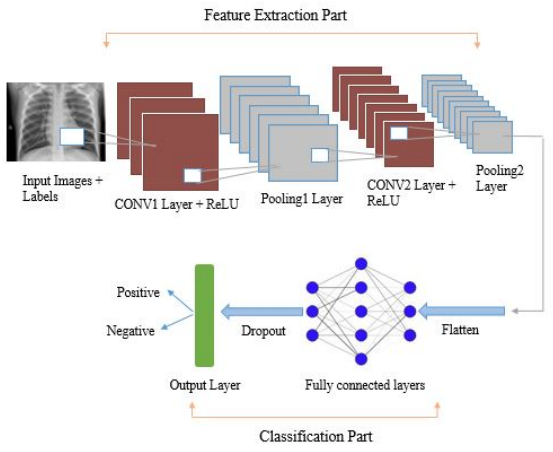 Feature Extraction Part
Input Images +
Labels
CONV1 Layer + ReLU
Pooling1 Layer
CONV2 Layer +
ReLU
Pooling2
Layer
Positive
Negative
Dropout
Flatten
Output Layer
Fully connected layers
Classification Part